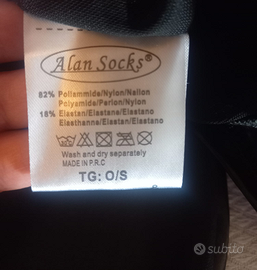 Alan Socks®
82% Poliammide/Nylon/Nailon
Polyamide/Perlon/Nylon
18% Elastan/Elastane/Elastano
Elasthanne/Elastan/Elastano
Wash and dry separately
MADE IN P.R.C
TG: O/S
subito